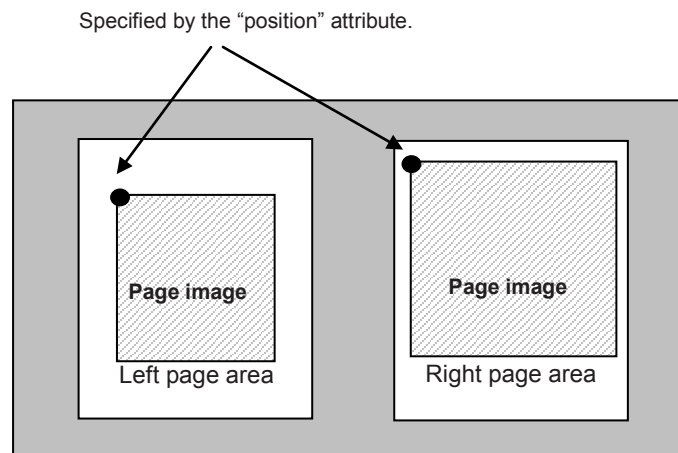 Specified by the “position” attribute.
Page image
Page image
Left page area
Right page area